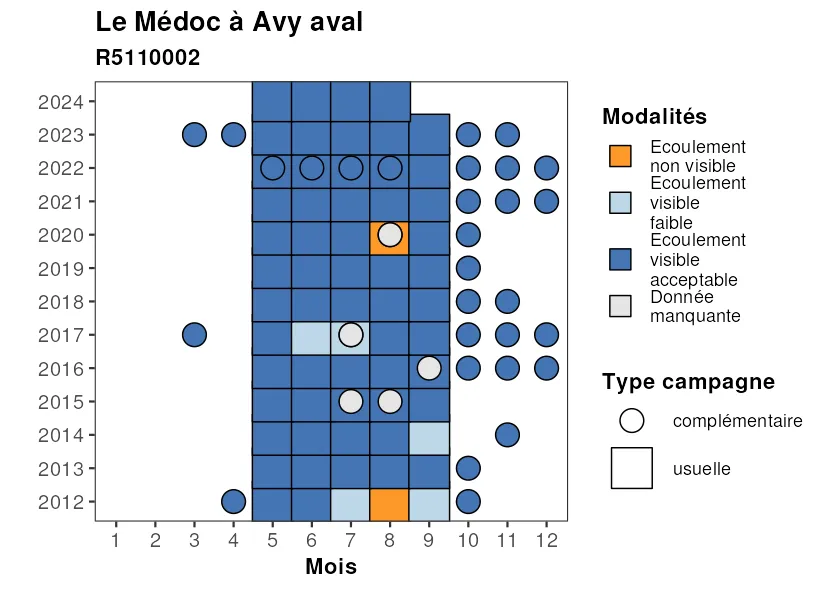 Le Médoc à Avy aval
R5110002
2024
2023
2022
2021
2020
2019
2018
2017
2016
2015
2014
2013
2012
1 2 3 4 5 6 7 8 9 10 11 12
Mois
Modalités
Ecoulement
non visible
Ecoulement
visible
faible
Ecoulement
visible
acceptable
Donnée
manquante
Type campagne
complémentaire
usuelle